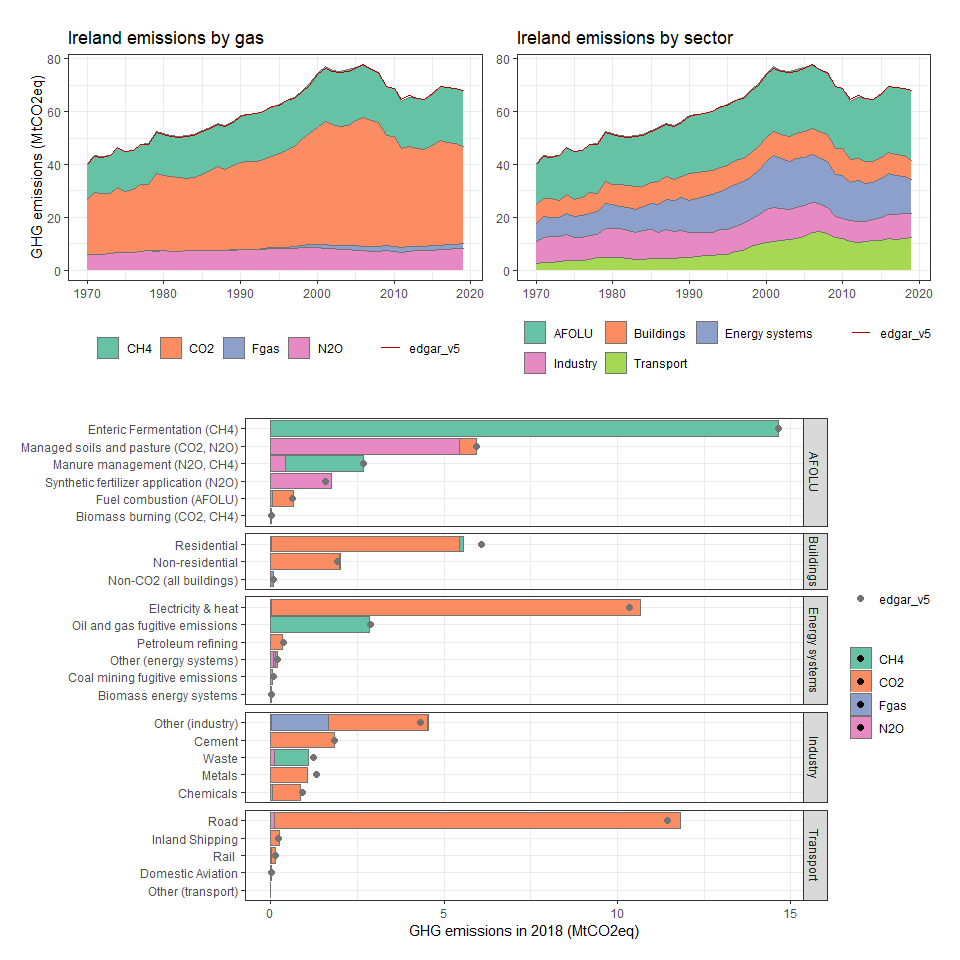 Ireland emissions by gas
GHG emissions (MtCO2eq)
80
60
40
20
0
1970 1980 1990 2000 2010 2020
CH4 CO2 Fgas N2O edgar_v5
Ireland emissions by sector
80
60
40
20
0
1970 1980 1990 2000 2010 2020
AFOLU Buildings Energy systems edgar_v5
Industry Transport
Enteric Fermentation (CH4)
Managed soils and pasture (CO2, N2O)
Manure management (N2O, CH4)
Synthetic fertilizer application (N2O)
Fuel combustion (AFOLU)
Biomass burning (CO2, CH4)
AFOLU
Residential
Non-residential
Non-CO2 (all buildings)
Buildings
Electricity & heat
Oil and gas fugitive emissions
Petroleum refining
Other (energy systems)
Coal mining fugitive emissions
Biomass energy systems
Energy systems
Other (industry)
Cement
Waste
Metals
Chemicals
Industry
Road
Inland Shipping
Rail
Domestic Aviation
Other (transport)
Transport
0 5 10 15
GHG emissions in 2018 (MtCO2eq)
edgar_v5
CH4
CO2
Fgas
N2O